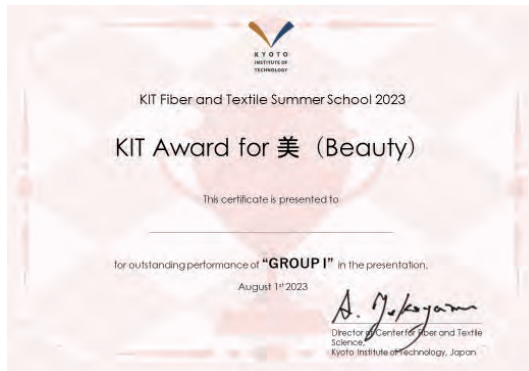 KYOTO
INSTITUTE OF
TECHNOLOGY
KIT Fiber and Textile Summer School 2023
KIT Award for 美 (Beauty)
This certificate is presented to
for outstanding performance of "GROUP I" in the presentation.
August 1st 2023
A. Yokoyama
Director of Center for Fiber and Textile
Science,
Kyoto Institute of Technology, Japan